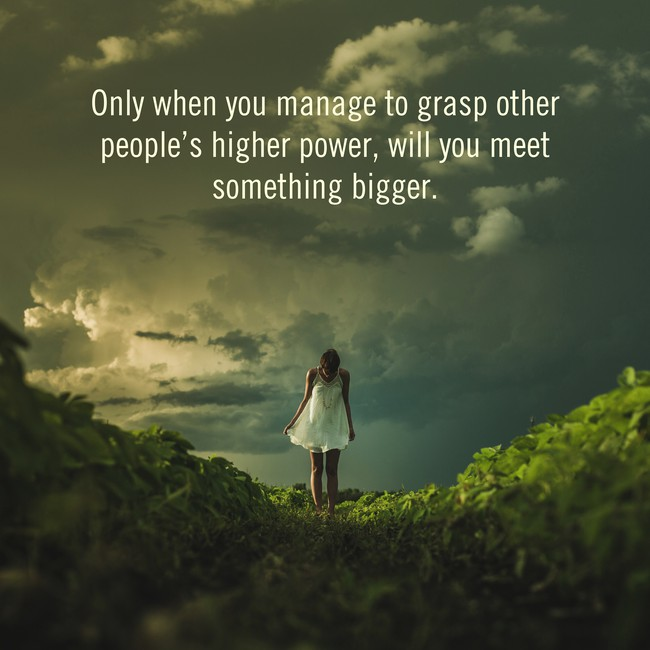 Only when you manage to grasp other
people’s higher power, will you meet
something bigger.